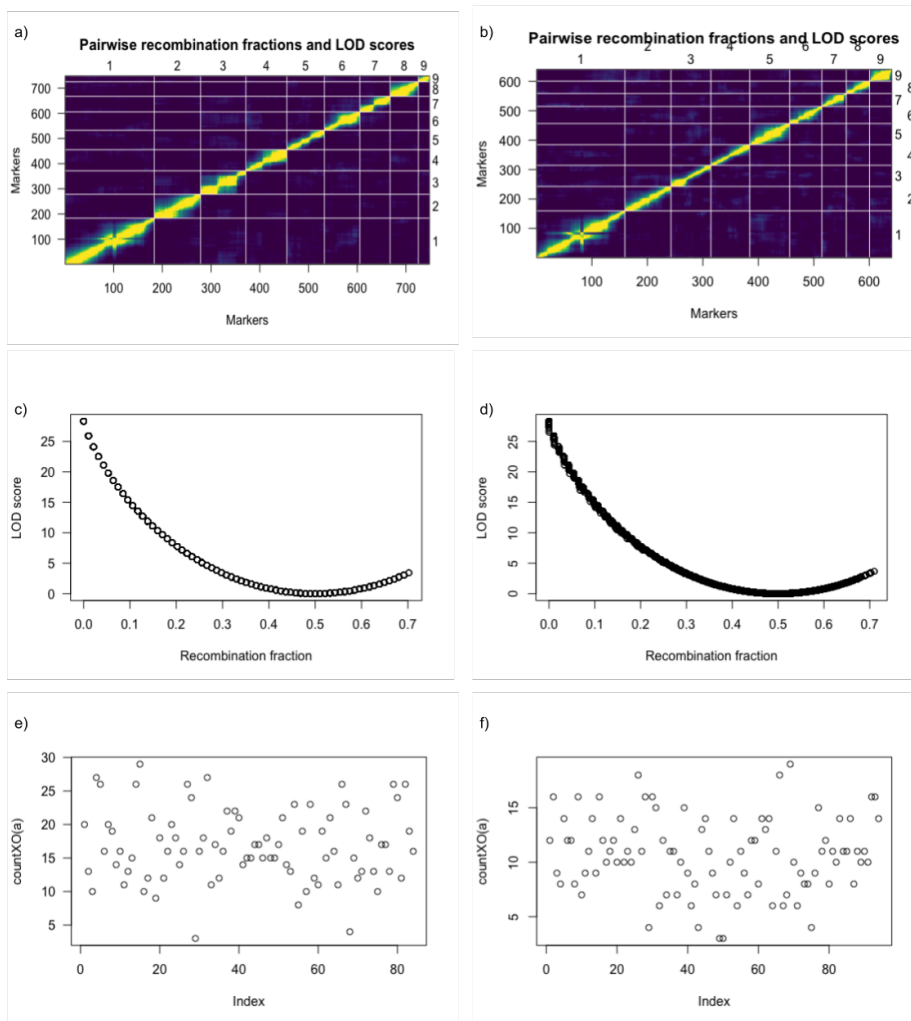 a)
Pairwise recombination fractions and LOD scores
1 2 3 4 5 6 7 8 9
700
600
500
400
300
200
100
Markers
9
8
7
6
5
4
3
2
1
100 200 300 400 500 600 700
Markers
b)
Pairwise recombination fractions and LOD scores
1 2 3 4 5 6 7 8 9
600
500
400
300
200
100
Markers
9
8
7
6
5
4
3
2
1
100 200 300 400 500 600
Markers
c)
25
20
15
10
5
0
LOD score
0.0 0.1 0.2 0.3 0.4 0.5 0.6 0.7
Recombination fraction
d)
25
20
15
10
5
0
LOD score
0.0 0.1 0.2 0.3 0.4 0.5 0.6 0.7
Recombination fraction
e)
30
25
20
15
10
5
countXO(a)
0 20 40 60 80
Index
f)
15
10
5
countXO(a)
0 20 40 60 80
Index